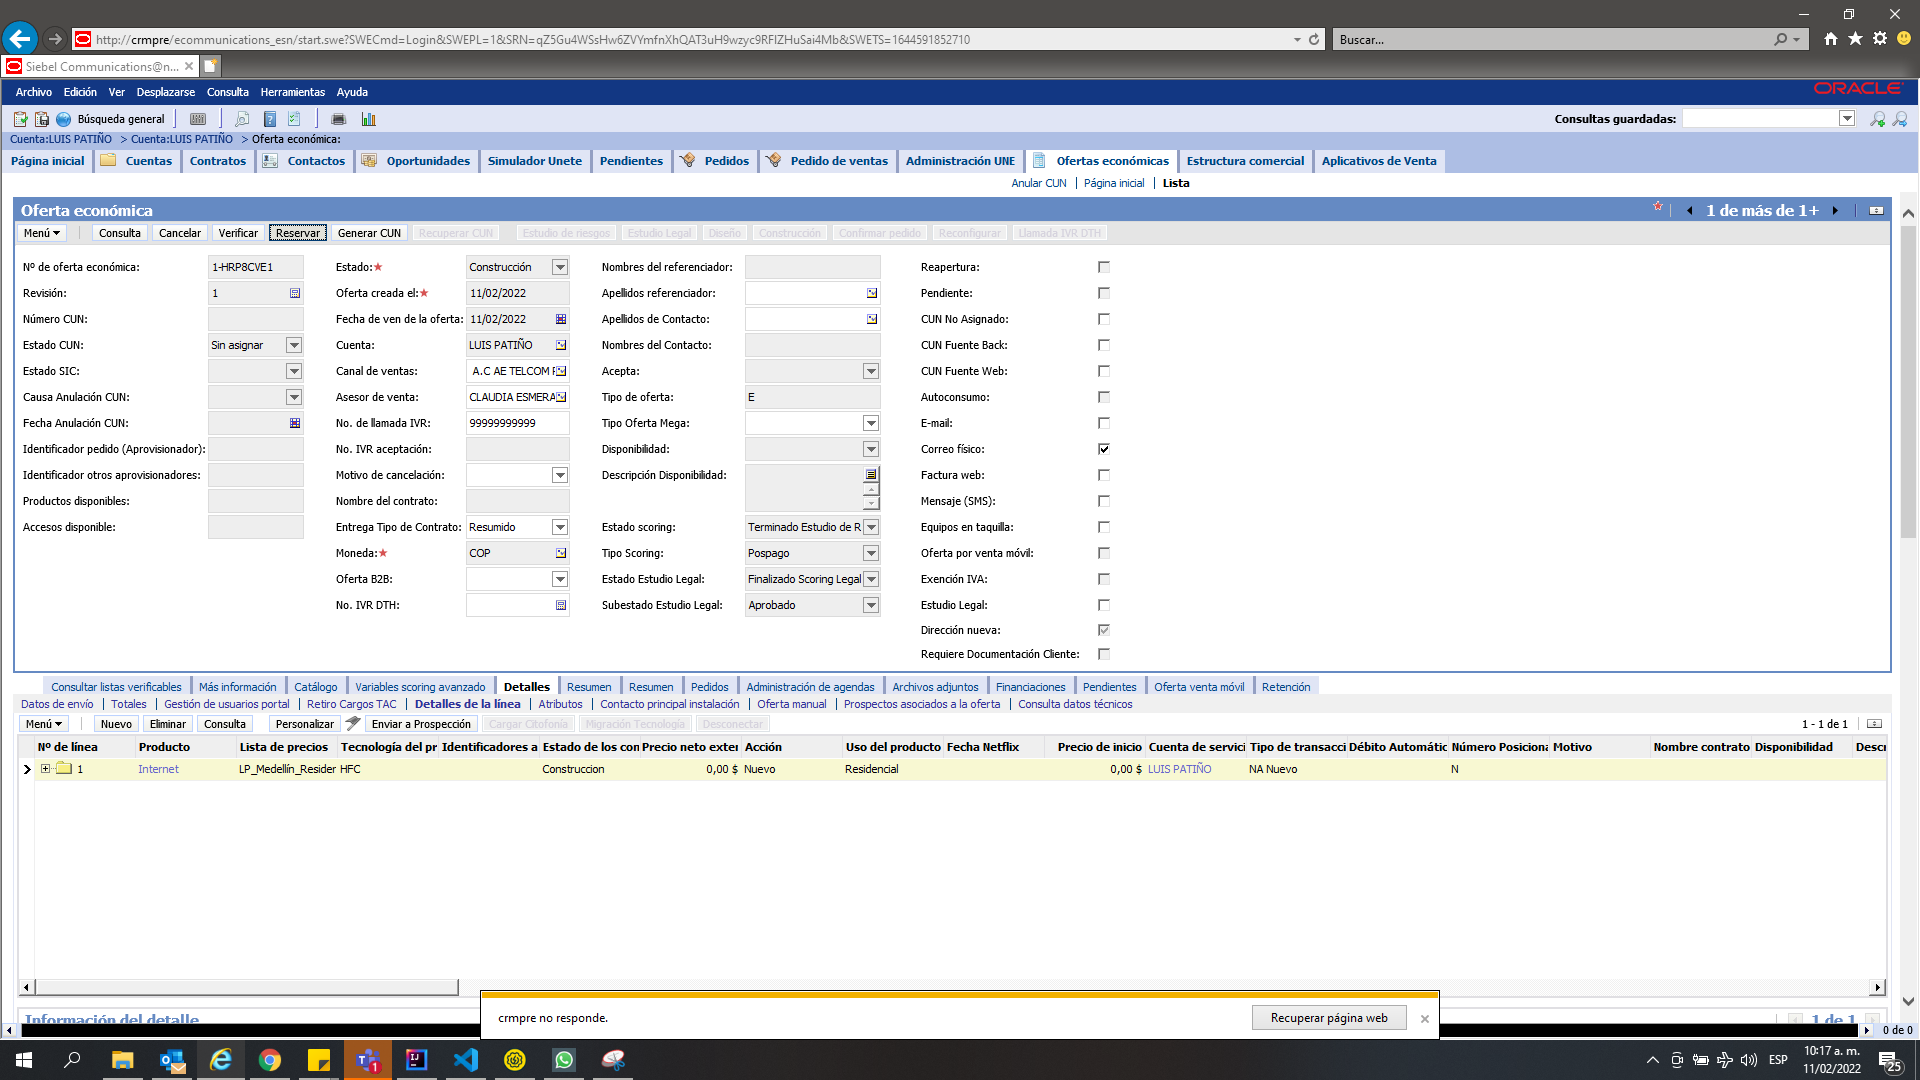 http://crmpre/ecommunications_esn/start.swe?SWECmd=Login&SWEPL=1&SRN=qZ5Gu4WSsHw6ZVYmfnXhQAT3uH9wzyc9RFIZHuSai4Mb&SWETS=1644591852710
Buscar...
Siebel Communications@n...
Archivo Edición Ver Desplazarse Consulta Herramientas Ayuda
ORACLE
Búsqueda general
Consultas guardadas:
Cuenta:LUIS PATIÑO > Cuenta:LUIS PATIÑO > Oferta económica:
Página inicial Cuentas Contratos Contactos Oportunidades Simulador Unete Pendientes Pedidos Pedido de ventas Administración UNE Ofertas económicas Estructura comercial Aplicativos de Venta
Anular CUN | Página inicial | Lista
Oferta económica
1 de más de 1+
Menú Consulta Cancelar Verificar Reservar Generar CUN Recuperar CUN Estudio de riesgos Estudio Legal Diseño Construcción Confirmar pedido Reconfigurar Llamada IVR DTH
Nº de oferta económica: 1-HRP8CVE1 Estado: Construcción Nombres del referenciador: Reapertura:
Revisión: 1 Oferta creada el: 11/02/2022 Apellidos referenciador: Pendiente:
Número CUN: Fecha de ven de la oferta: 11/02/2022 Apellidos de Contacto: CUN No Asignado:
Estado CUN: Sin asignar Cuenta: LUIS PATIÑO Nombres del Contacto: CUN Fuente Back:
Estado SIC: Canal de ventas: A.C AE TELCOM Acepta: CUN Fuente Web:
Causa Anulación CUN: Asesor de venta: CLAUDIA ESMERA Tipo de oferta: E Autoconsumo:
Fecha Anulación CUN: No. de llamada IVR: 99999999999 Tipo Oferta Mega: E-mail:
Identificador pedido (Aprovisionador): No. IVR aceptación: Disponibilidad: Correo físico:
Identificador otros aprovisionadores: Motivo de cancelación: Descripción Disponibilidad: Factura web:
Productos disponibles: Nombre del contrato: Mensaje (SMS):
Accesos disponible: Entrega Tipo de Contrato: Resumido Estado scoring: Terminado Estudio de R Equipos en taquilla:
Moneda: COP Tipo Scoring: Pospago Oferta por venta móvil:
Oferta B2B: Estado Estudio Legal: Finalizado Scoring Legal Exención IVA:
No. IVR DTH: Subestado Estudio Legal: Aprobado Estudio Legal:
Dirección nueva:
Requiere Documentación Cliente:
Consultar listas verificables Más información Catálogo Variables scoring avanzado Detalles Resumen Resumen Pedidos Administración de agendas Archivos adjuntos Financiaciones Pendientes Oferta venta móvil Retención
Datos de envío | Totales | Gestión de usuarios portal | Retiro Cargos TAC | Detalles de la línea | Atributos | Contacto principal instalación | Oferta manual | Prospectos asociados a la oferta | Consulta datos técnicos
Menú Nuevo Eliminar Consulta Personalizar Enviar a Prospección Cargar Citofonía Migración Tecnología Desconectar 1 - 1 de 1
Nº de línea Producto Lista de precios Tecnología del pr Identificadores a Estado de los con Precio neto exter Acción Uso del producto Fecha Netflix Precio de inicio Cuenta de servici Tipo de transacci Débito Automátic Número Posiciona Motivo Nombre contrato Disponibilidad Descr
1 Internet LP_Medellín_Resider HFC Construccion 0,00 $ Nuevo Residencial 0,00 $ LUIS PATIÑO NA Nuevo N
Información del detalle
1 de 1
0 de 0
crmpre no responde.
Recuperar página web
ESP
10:17 a. m.
11/02/2022
25
1